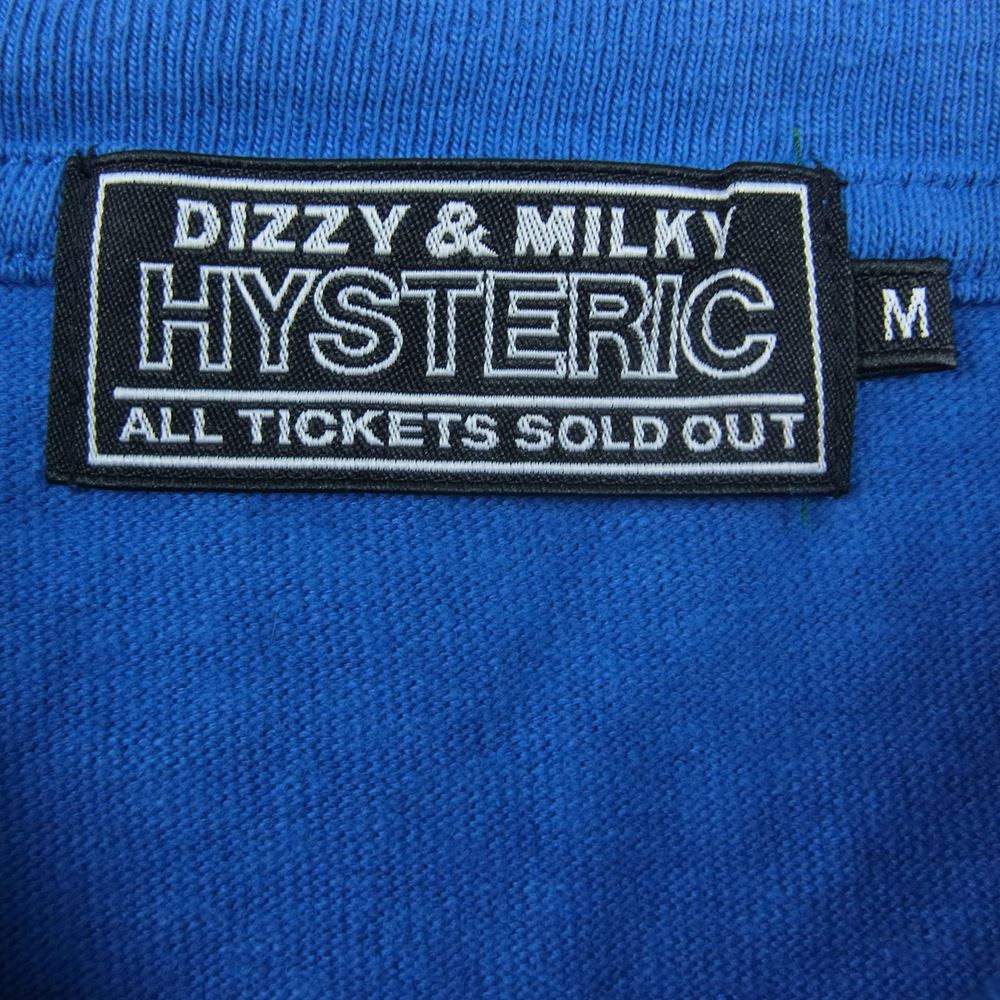 DIZZY & MILKY
HYSTERIC
ALL TICKETS SOLD OUT
M